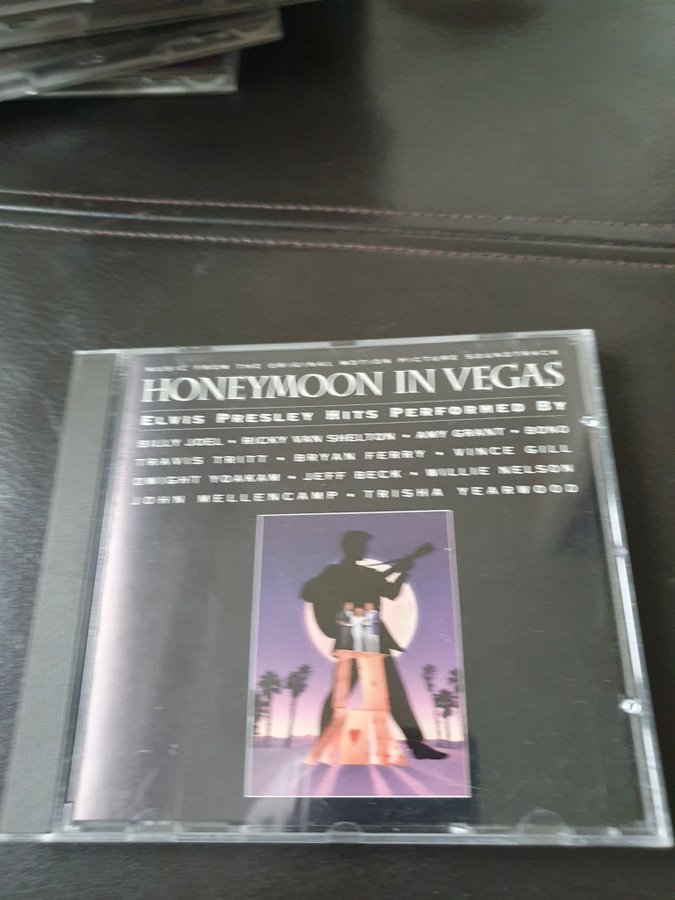 MUSIC FROM THE ORIGINAL MOTION PICTURE SOUNDTRACK
HONEYMOON IN VEGAS
ELVIS PRESLEY HITS PERFORMED BY
BILLY JOEL - RICKY VAN SHELTON - AMY GRANT - BONO
TRAVIS TRITT - BRYAN FERRY - VINCE GILL
DWIGHT YOAKAM - JEFF BECK - WILLIE NELSON
JOHN MELLENCAMP - TRISHA YEARWOOD